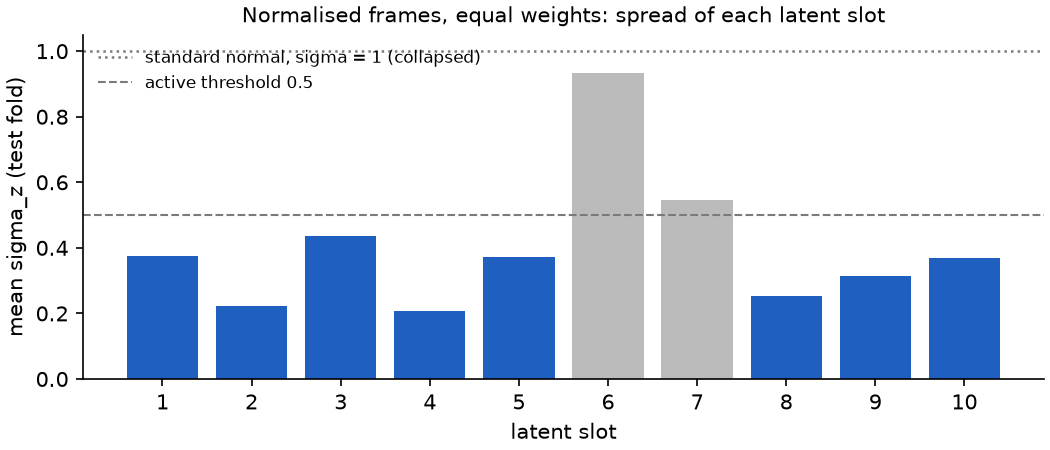 Normalised frames, equal weights: spread of each latent slot
standard normal, sigma = 1 (collapsed)
active threshold 0.5
mean sigma_z (test fold)
1.0
0.8
0.6
0.4
0.2
0.0
1 2 3 4 5 6 7 8 9 10
latent slot